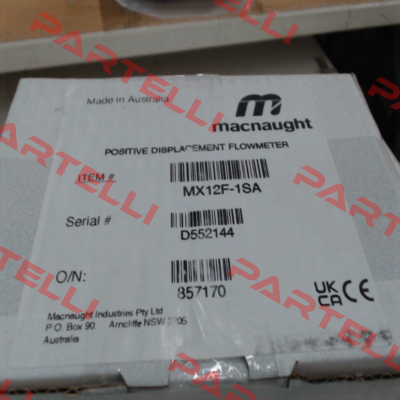 Made in Australia
macnaught
POSITIVE DISPLACEMENT FLOWMETER
ITEM #
MX12F-1SA
Serial #
D552144
O/N:
857170
UK
CA CE
Macnaught Industries Pty Ltd
P.O. Box 90. Arncliffe NSW 2205
Australia
PARTELLI
PARTELLI
PARTELLI
PARTELLI
PARTELLI